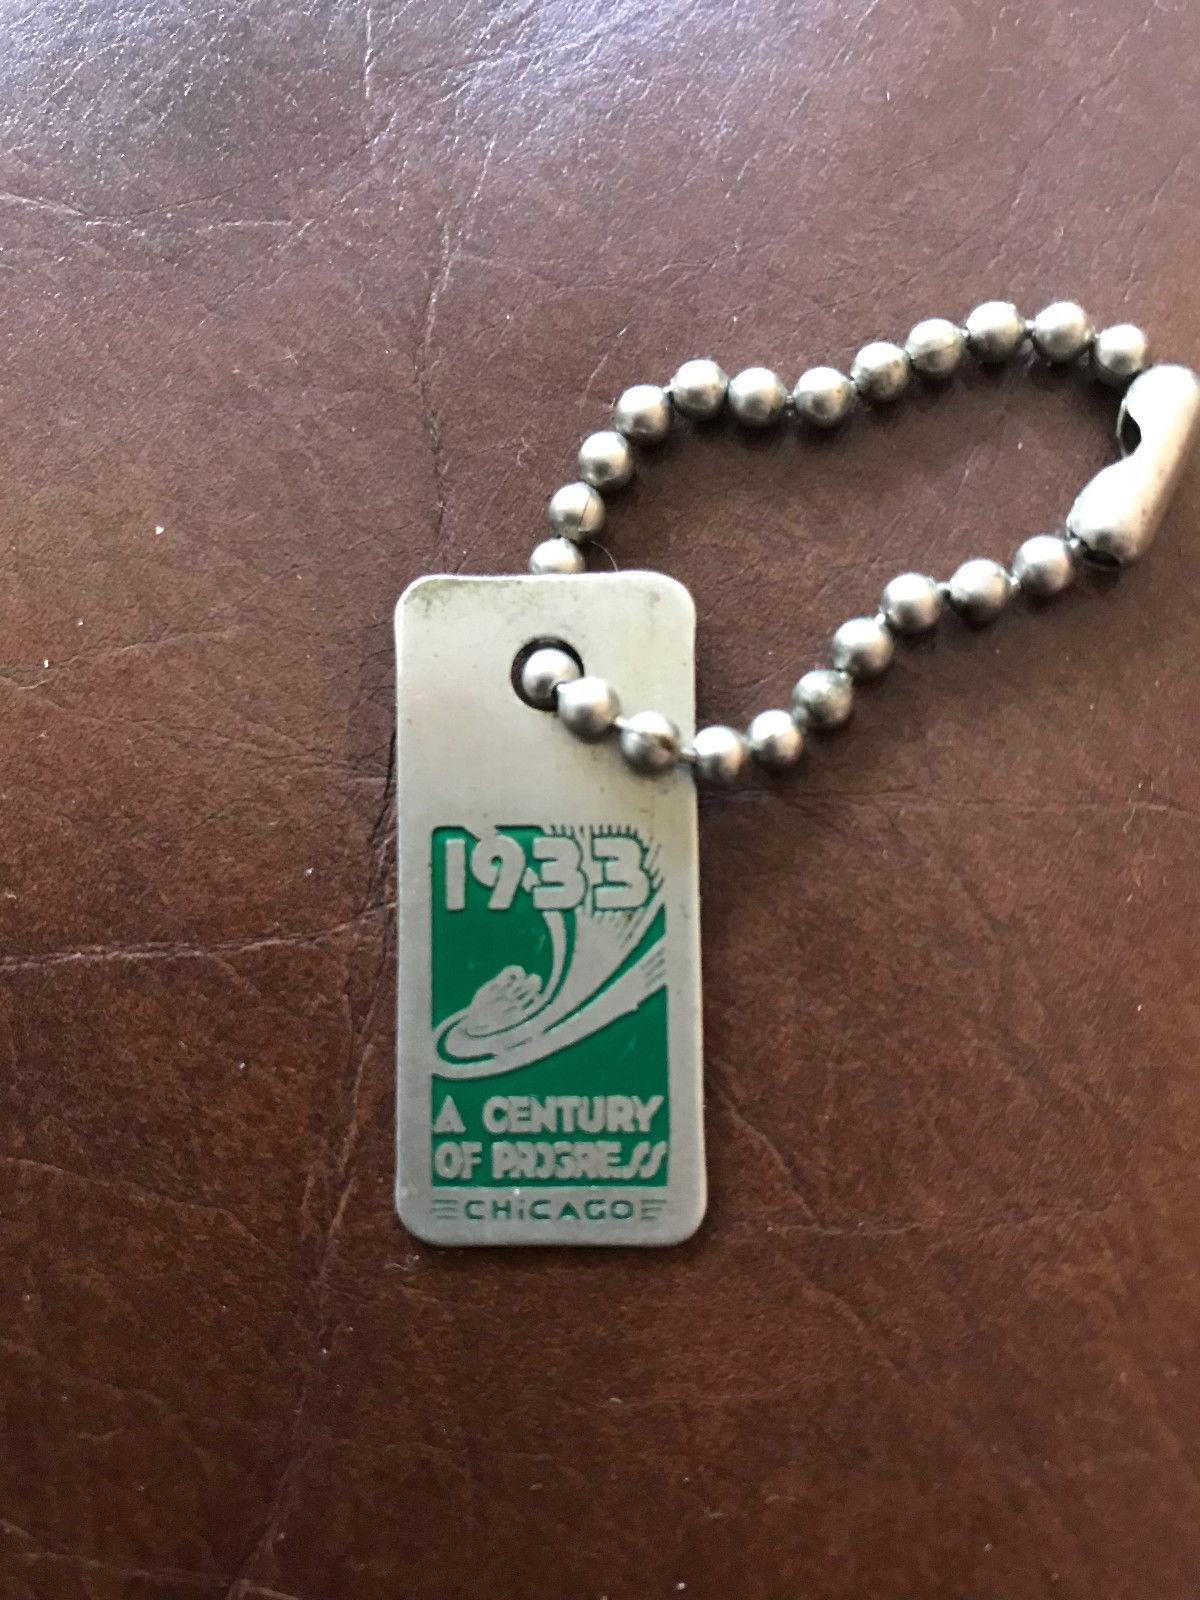 1933
A CENTURY
OF PROGRESS
CHiCAGO